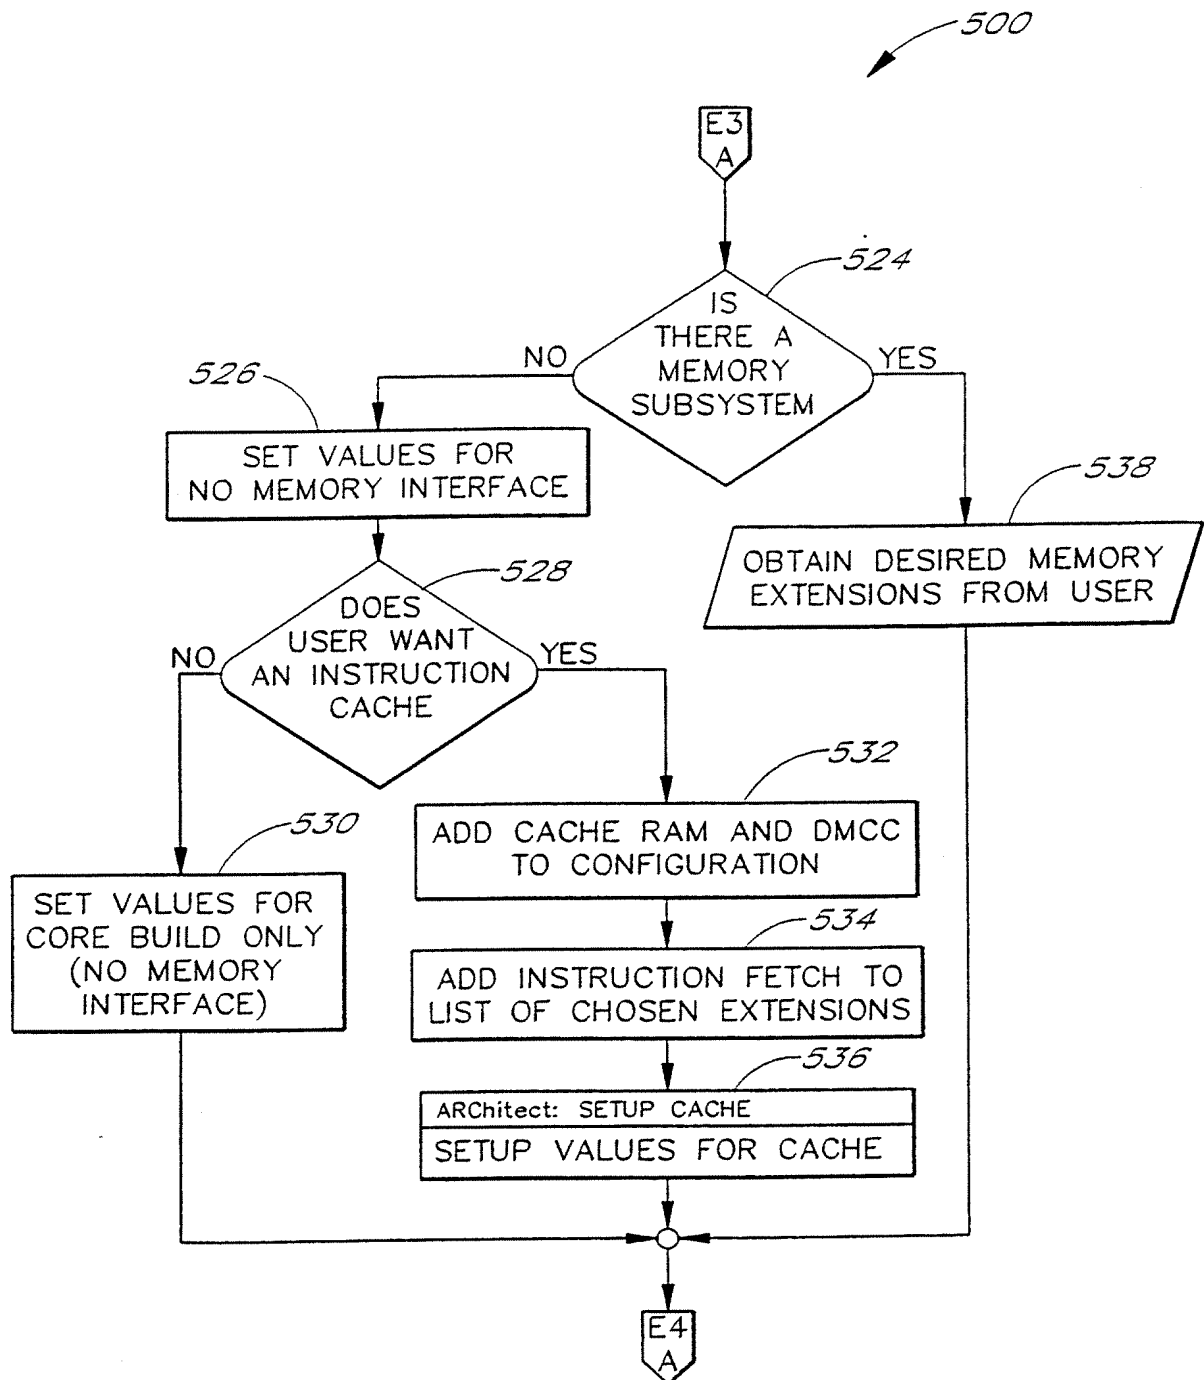 500
E3
A
524
IS
THERE A
MEMORY
SUBSYSTEM
NO
YES
526
SET VALUES FOR
NO MEMORY INTERFACE
538
OBTAIN DESIRED MEMORY
EXTENSIONS FROM USER
528
DOES
USER WANT
AN INSTRUCTION
CACHE
NO
YES
532
ADD CACHE RAM AND DMCC
TO CONFIGURATION
530
SET VALUES FOR
CORE BUILD ONLY
(NO MEMORY
INTERFACE)
534
ADD INSTRUCTION FETCH TO
LIST OF CHOSEN EXTENSIONS
536
ARChitect: SETUP CACHE
SETUP VALUES FOR CACHE
E4
A